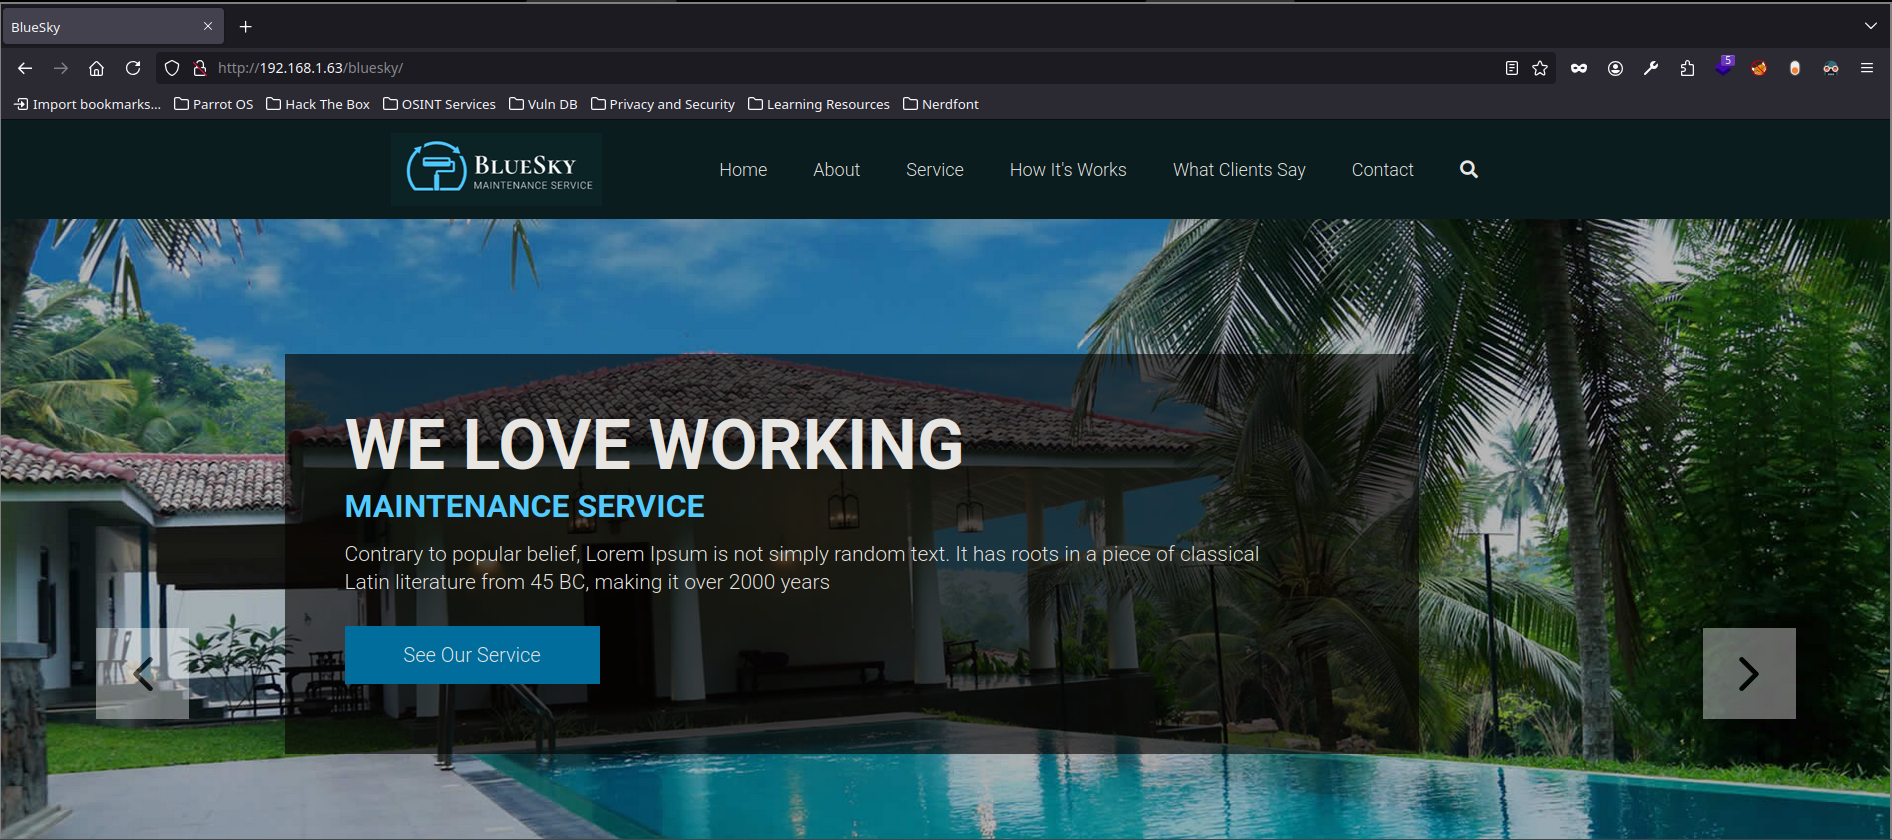 BlueSky
http://192.168.1.63/bluesky/
5
Import bookmarks... Parrot OS Hack The Box OSINT Services Vuln DB Privacy and Security Learning Resources Nerdfont
BLUESKY
MAINTENANCE SERVICE
Home About Service How It's Works What Clients Say Contact
WE LOVE WORKING
MAINTENANCE SERVICE
Contrary to popular belief, Lorem Ipsum is not simply random text. It has roots in a piece of classical
Latin literature from 45 BC, making it over 2000 years
See Our Service